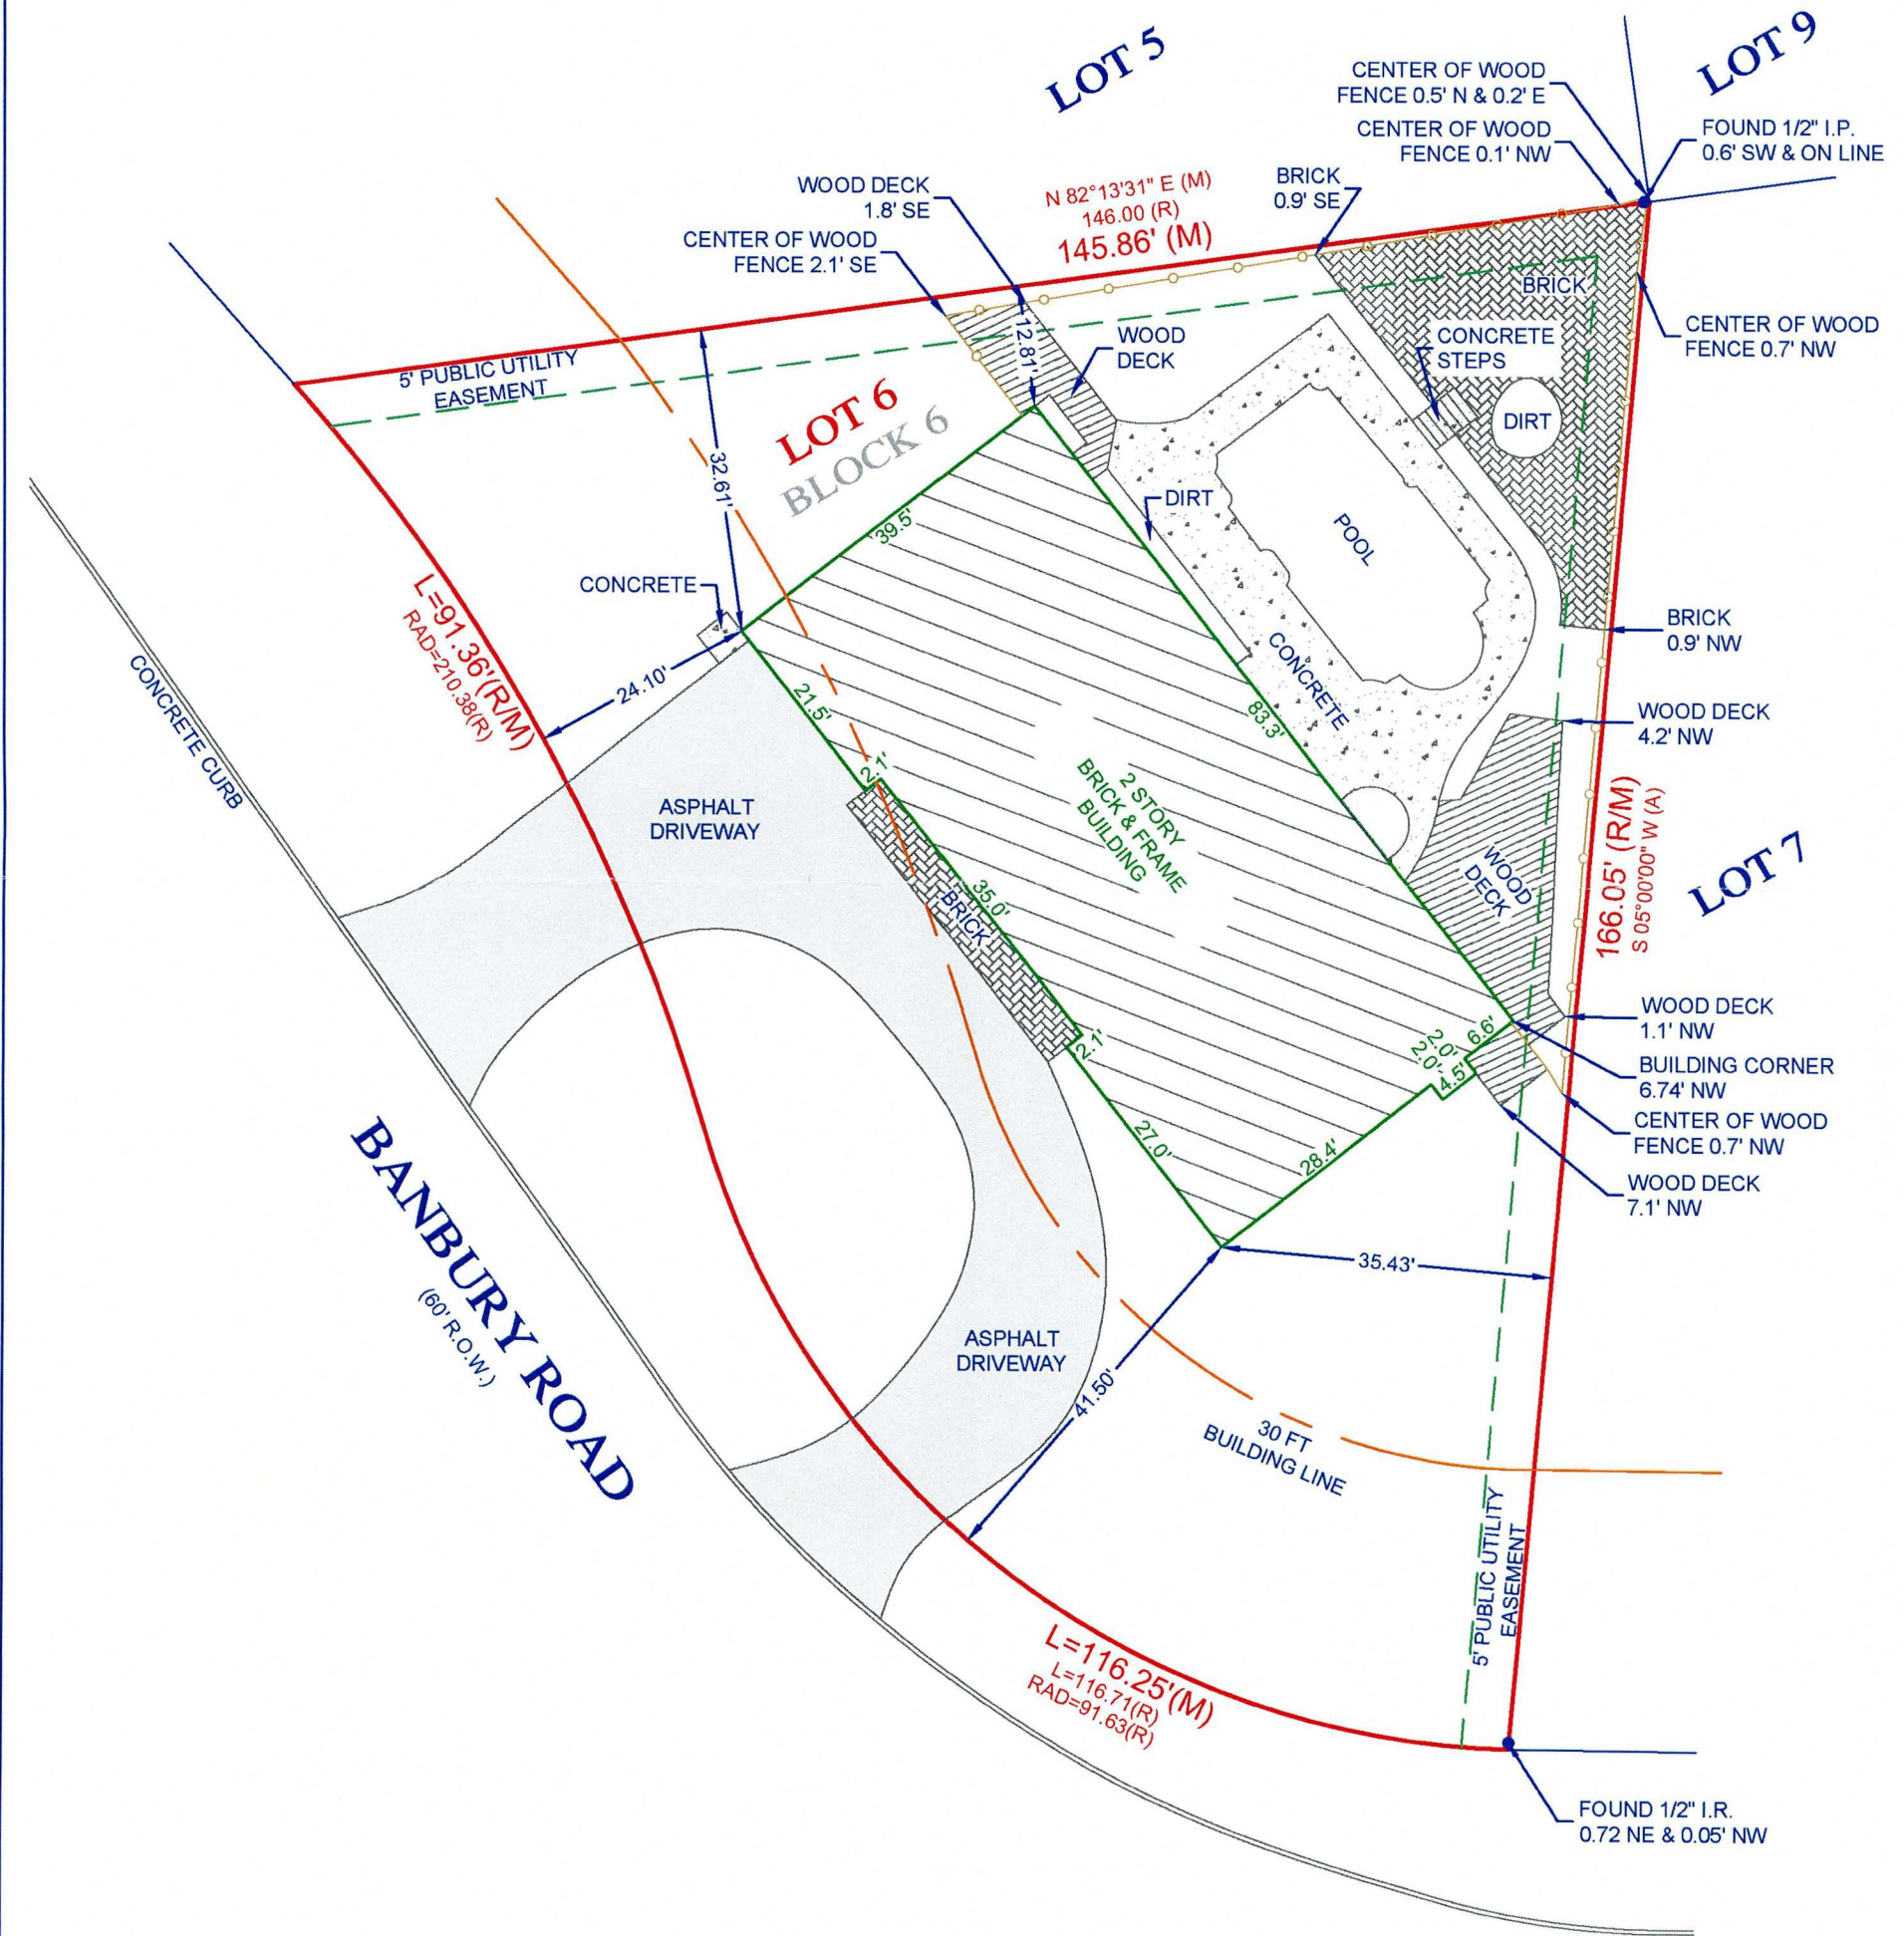 LOT 5
LOT 9
CENTER OF WOOD
FENCE 0.5' N & 0.2' E
CENTER OF WOOD
FENCE 0.1' NW
FOUND 1/2" I.P.
0.6' SW & ON LINE
WOOD DECK
1.8' SE
N 82°13'31" E (M)
146.00 (R)
145.86' (M)
BRICK
0.9' SE
CENTER OF WOOD
FENCE 2.1' SE
BRICK
CENTER OF WOOD
FENCE 0.7' NW
12.81'
WOOD
DECK
CONCRETE
STEPS
5' PUBLIC UTILITY
EASEMENT
LOT 6
BLOCK 6
DIRT
32.61'
39.5'
DIRT
POOL
CONCRETE
L=91.36'(R/M)
RAD=210.38(R)
24.10'
CONCRETE CURB
BRICK
0.9' NW
CONCRETE
21.5'
83.3'
WOOD DECK
4.2' NW
2.1'
2 STORY
BRICK & FRAME
BUILDING
166.05' (R/M)
S 05°00'00" W (A)
ASPHALT
DRIVEWAY
LOT 7
35.0'
BRICK
WOOD
DECK
WOOD DECK
1.1' NW
2.1'
6.6'
2.0'
2.0'
4.5'
BUILDING CORNER
6.74' NW
CENTER OF WOOD
FENCE 0.7' NW
27.0'
28.4'
WOOD DECK
7.1' NW
BANBURY ROAD
(60' R.O.W.)
35.43'
ASPHALT
DRIVEWAY
41.50'
30 FT
BUILDING LINE
5' PUBLIC UTILITY
EASEMENT
L=116.25'(M)
L=116.71(R)
RAD=91.63(R)
FOUND 1/2" I.R.
0.72 NE & 0.05' NW